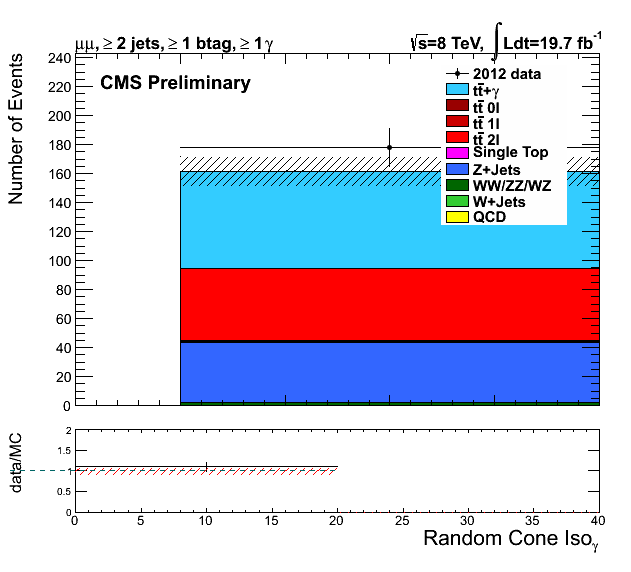 μμ, ≥ 2 jets, ≥ 1 btag, ≥ 1 γ
√s=8 TeV, ∫ Ldt=19.7 fb⁻¹
CMS Preliminary
Number of Events
240
220
200
180
160
140
120
100
80
60
40
20
0
2012 data
tt̄+γ
tt̄ 0l
tt̄ 1l
tt̄ 2l
Single Top
Z+Jets
WW/ZZ/WZ
W+Jets
QCD
data/MC
2
1.5
1
0.5
0
0 5 10 15 20 25 30 35 40
Random Cone Isoγ